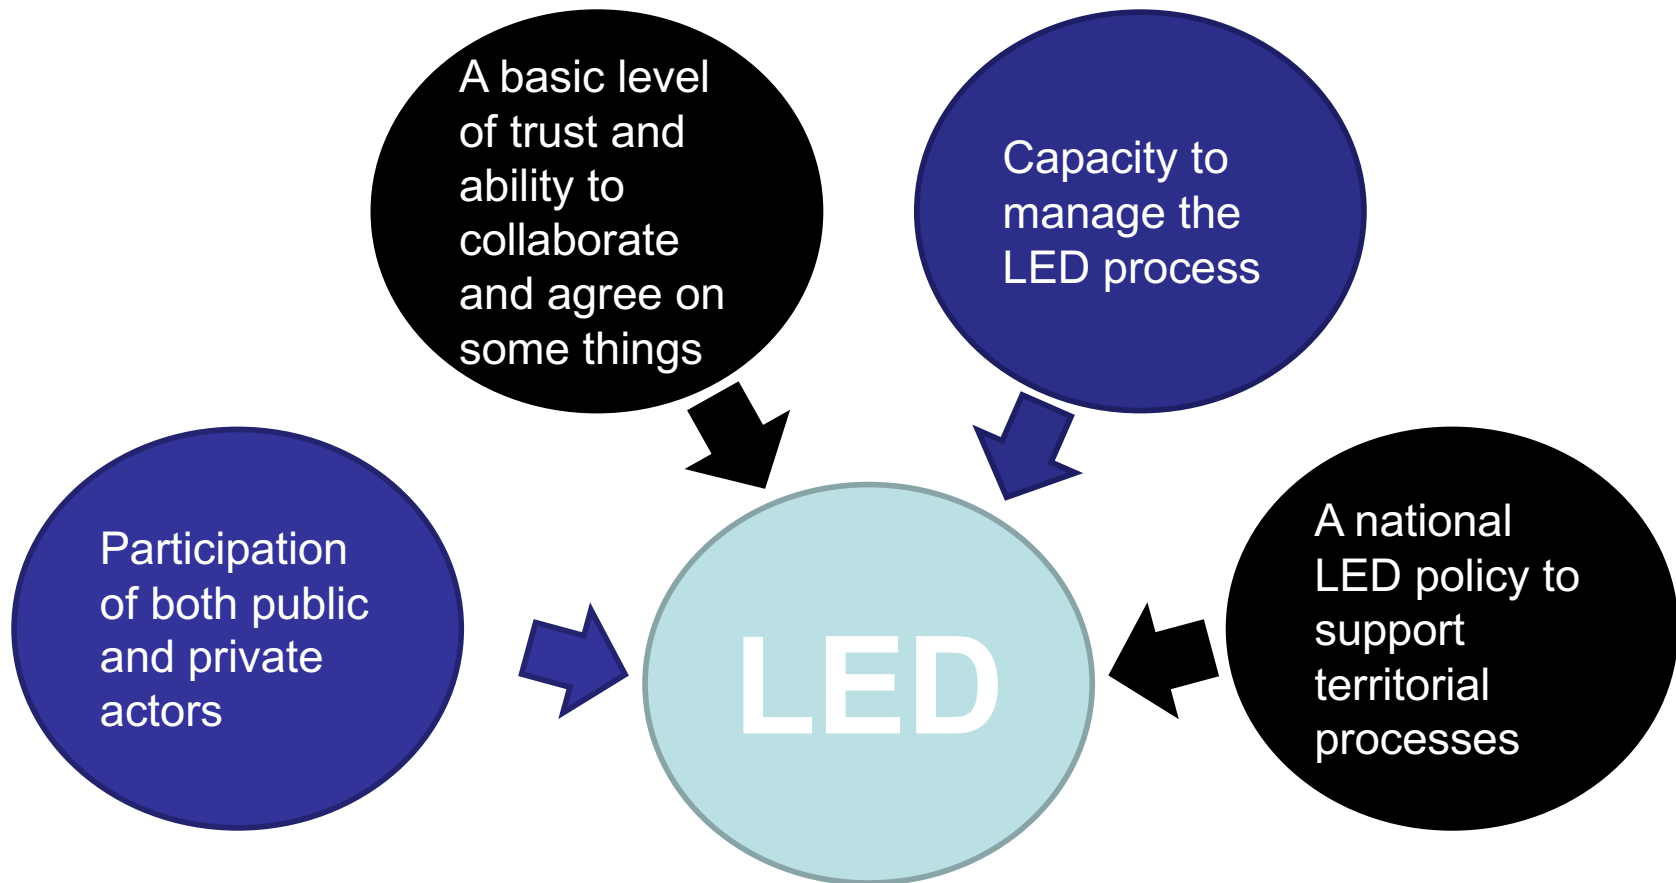 A basic level
of trust and
ability to
collaborate
and agree on
some things
Capacity to
manage the
LED process
Participation
of both public
and private
actors
A national
LED policy to
support
territorial
processes
LED